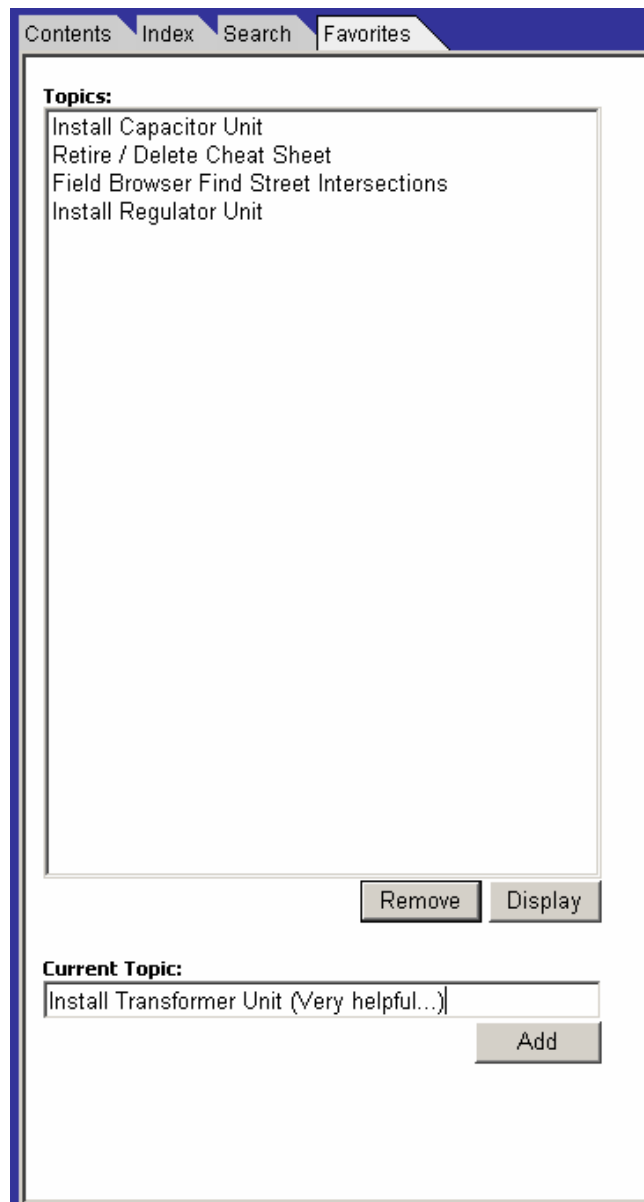 Contents Index Search Favorites
Topics:
Install Capacitor Unit
Retire / Delete Cheat Sheet
Field Browser Find Street Intersections
Install Regulator Unit
Remove Display
Current Topic:
Install Transformer Unit (Very helpful...)
Add